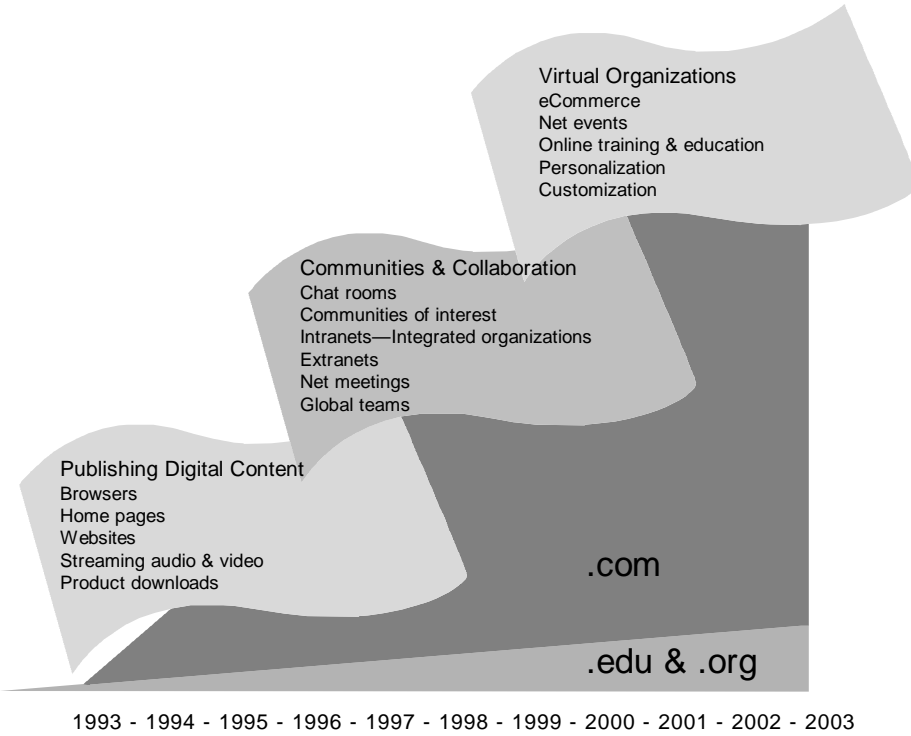 Virtual Organizations
eCommerce
Net events
Online training & education
Personalization
Customization
Communities & Collaboration
Chat rooms
Communities of interest
Intranets—Integrated organizations
Extranets
Net meetings
Global teams
Publishing Digital Content
Browsers
Home pages
Websites
Streaming audio & video
Product downloads
.com
.edu & .org
1993 - 1994 - 1995 - 1996 - 1997 - 1998 - 1999 - 2000 - 2001 - 2002 - 2003